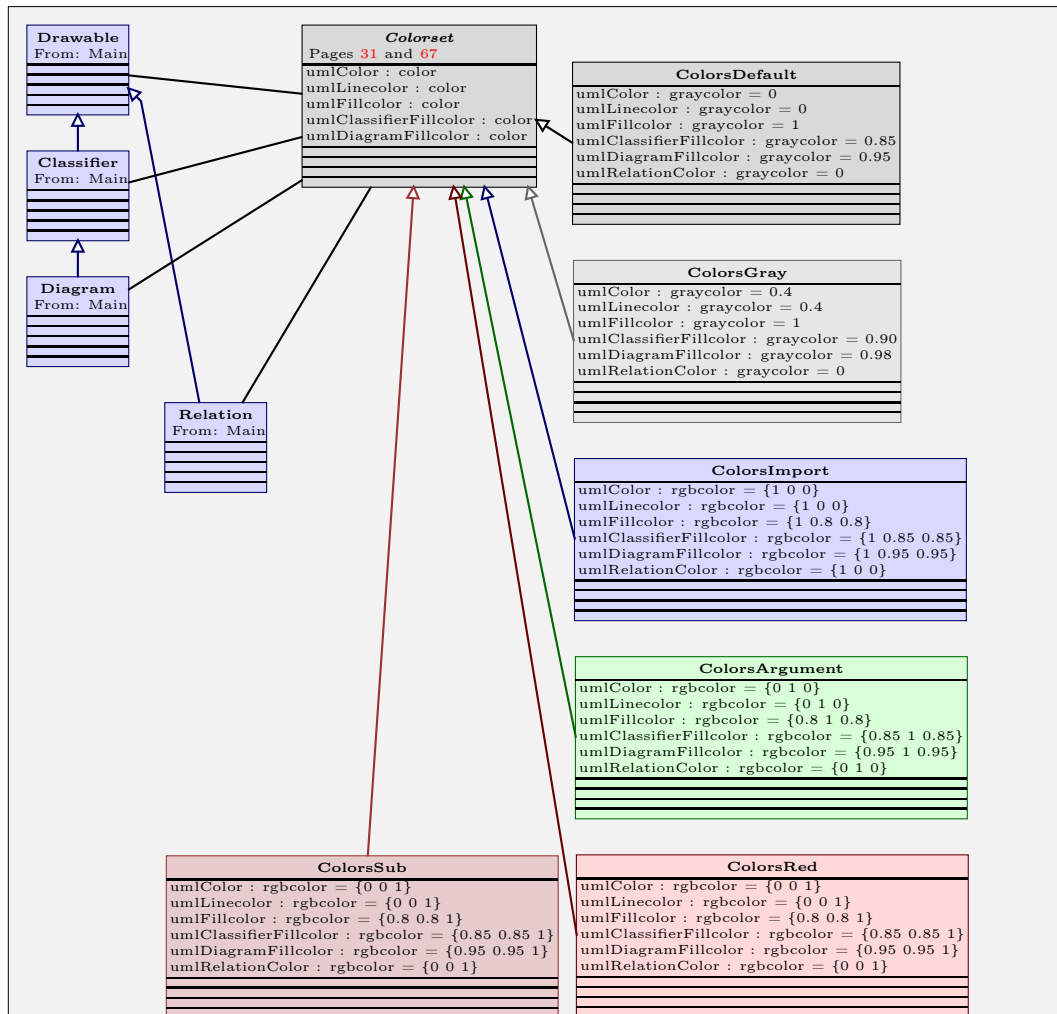 Drawable
From: Main
Classifier
From: Main
Diagram
From: Main
Relation
From: Main
Colorset
Pages 31 and 67
umlColor : color
umlLinecolor : color
umlFillcolor : color
umlClassifierFillcolor : color
umlDiagramFillcolor : color
ColorsDefault
umlColor : graycolor = 0
umlLinecolor : graycolor = 0
umlFillcolor : graycolor = 1
umlClassifierFillcolor : graycolor = 0.85
umlDiagramFillcolor : graycolor = 0.95
umlRelationColor : graycolor = 0
ColorsGray
umlColor : graycolor = 0.4
umlLinecolor : graycolor = 0.4
umlFillcolor : graycolor = 1
umlClassifierFillcolor : graycolor = 0.90
umlDiagramFillcolor : graycolor = 0.98
umlRelationColor : graycolor = 0
ColorsImport
umlColor : rgbcolor = {1 0 0}
umlLinecolor : rgbcolor = {1 0 0}
umlFillcolor : rgbcolor = {1 0.8 0.8}
umlClassifierFillcolor : rgbcolor = {1 0.85 0.85}
umlDiagramFillcolor : rgbcolor = {1 0.95 0.95}
umlRelationColor : rgbcolor = {1 0 0}
ColorsArgument
umlColor : rgbcolor = {0 1 0}
umlLinecolor : rgbcolor = {0 1 0}
umlFillcolor : rgbcolor = {0.8 1 0.8}
umlClassifierFillcolor : rgbcolor = {0.85 1 0.85}
umlDiagramFillcolor : rgbcolor = {0.95 1 0.95}
umlRelationColor : rgbcolor = {0 1 0}
ColorsSub
umlColor : rgbcolor = {0 0 1}
umlLinecolor : rgbcolor = {0 0 1}
umlFillcolor : rgbcolor = {0.8 0.8 1}
umlClassifierFillcolor : rgbcolor = {0.85 0.85 1}
umlDiagramFillcolor : rgbcolor = {0.95 0.95 1}
umlRelationColor : rgbcolor = {0 0 1}
ColorsRed
umlColor : rgbcolor = {0 0 1}
umlLinecolor : rgbcolor = {0 0 1}
umlFillcolor : rgbcolor = {0.8 0.8 1}
umlClassifierFillcolor : rgbcolor = {0.85 0.85 1}
umlDiagramFillcolor : rgbcolor = {0.95 0.95 1}
umlRelationColor : rgbcolor = {0 0 1}